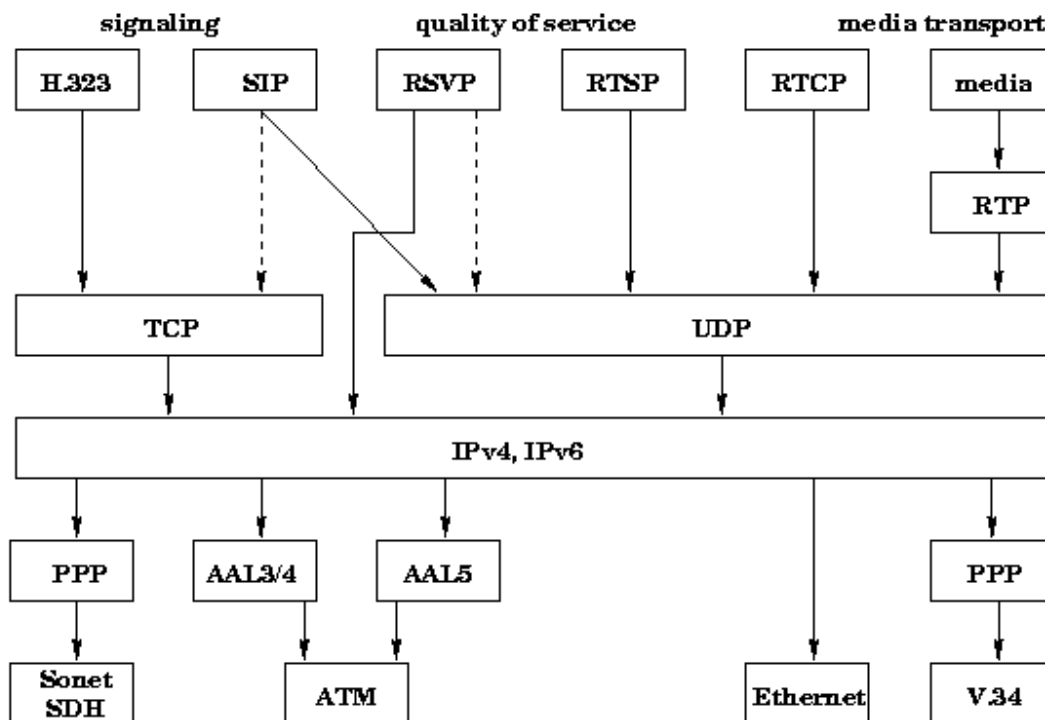 signaling quality of service media transport
H.323 SIP RSVP RTSP RTCP media
RTP
TCP UDP
IPv4, IPv6
PPP AAL3/4 AAL5 PPP
Sonet
SDH ATM Ethernet V.34